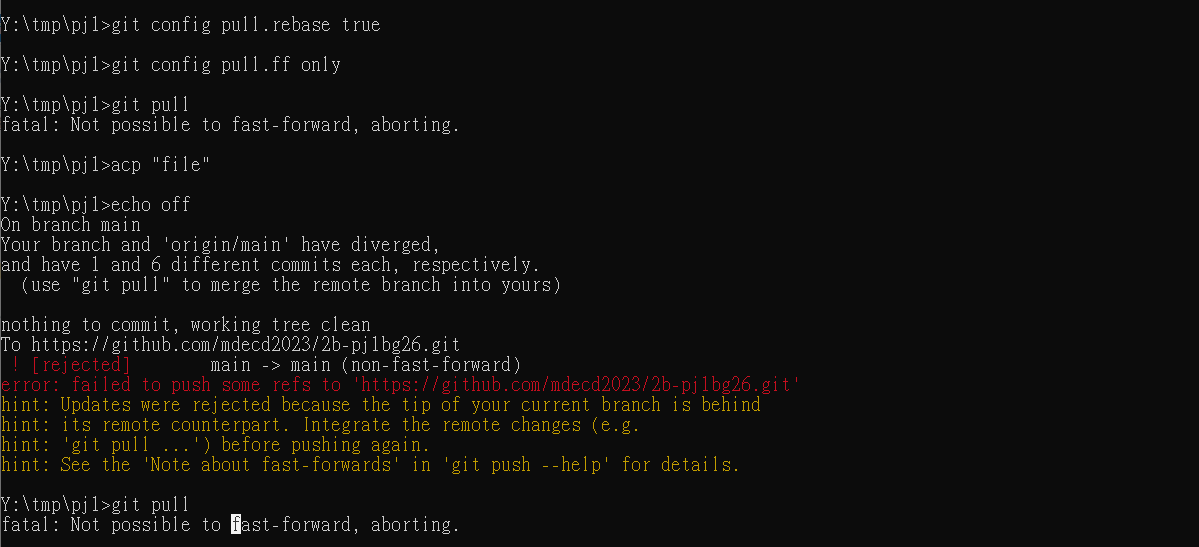 Y:\tmp\pj1>git config pull.rebase true
Y:\tmp\pj1>git config pull.ff only
Y:\tmp\pj1>git pull
fatal: Not possible to fast-forward, aborting.
Y:\tmp\pj1>acp "file"
Y:\tmp\pj1>echo off
On branch main
Your branch and 'origin/main' have diverged,
and have 1 and 6 different commits each, respectively.
  (use "git pull" to merge the remote branch into yours)
nothing to commit, working tree clean
To https://github.com/mdecd2023/2b-pj1bg26.git
 ! [rejected]        main -> main (non-fast-forward)
error: failed to push some refs to 'https://github.com/mdecd2023/2b-pj1bg26.git'
hint: Updates were rejected because the tip of your current branch is behind
hint: its remote counterpart. Integrate the remote changes (e.g.
hint: 'git pull ...') before pushing again.
hint: See the 'Note about fast-forwards' in 'git push --help' for details.
Y:\tmp\pj1>git pull
fatal: Not possible to fast-forward, aborting.